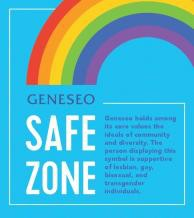 GENESEO
SAFE
ZONE
Geneseo holds among
its core values the
ideals of community
and diversity. The
person displaying this
symbol is supportive
of lesbian, gay,
bisexual, and
transgender
individuals.